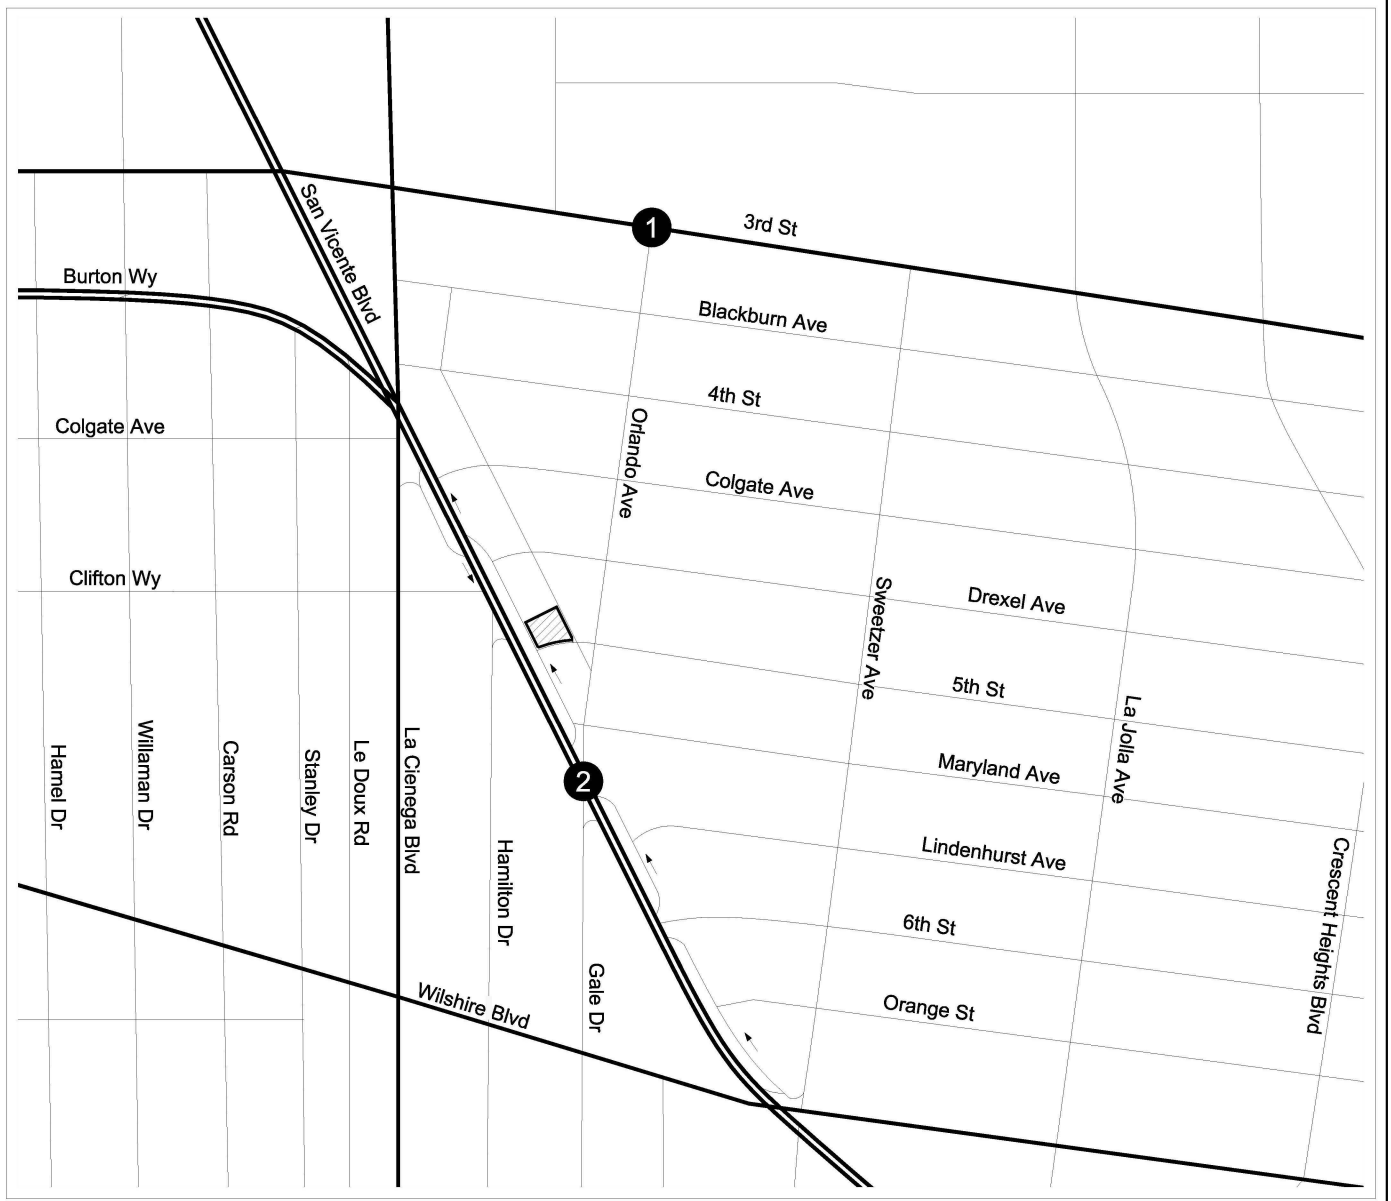 1
3rd St
San Vicente Blvd
Burton Wy
Blackburn Ave
4th St
Orlando Ave
Colgate Ave
Colgate Ave
Clifton Wy
Sweetzer Ave
Drexel Ave
5th St
La Jolla Ave
Hamel Dr
Willaman Dr
Carson Rd
Stanley Dr
Le Doux Rd
La Cienega Blvd
2
Maryland Ave
Hamilton Dr
Lindenhurst Ave
Crescent Heights Blvd
6th St
Gale Dr
Wilshire Blvd
Orange St